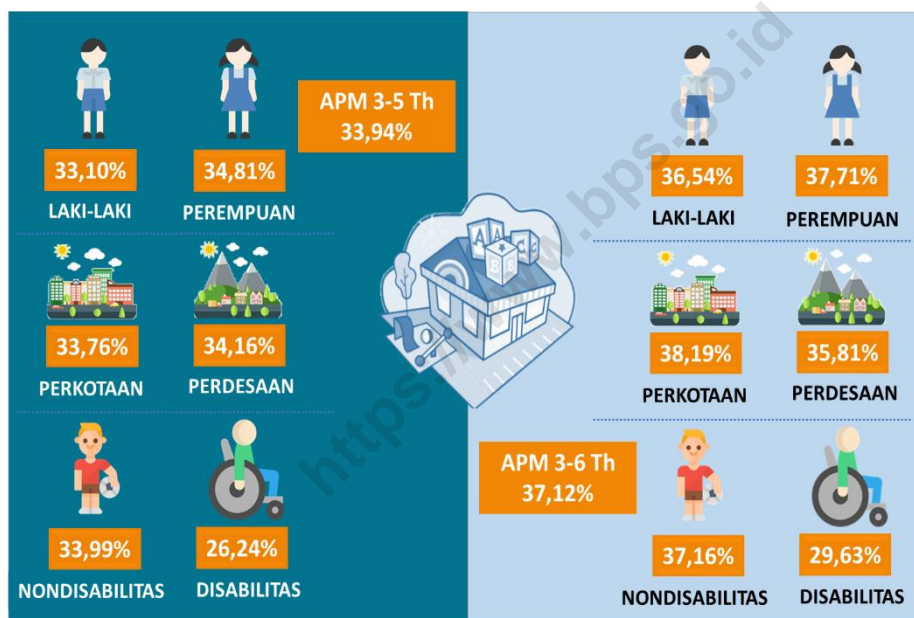 APM 3-5 Th
33,94%
33,10%
34,81%
LAKI-LAKI
PEREMPUAN
33,76%
34,16%
PERKOTAAN
PERDESAAN
33,99%
26,24%
NONDISABILITAS
DISABILITAS
36,54%
37,71%
LAKI-LAKI
PEREMPUAN
38,19%
35,81%
PERKOTAAN
PERDESAAN
APM 3-6 Th
37,12%
37,16%
29,63%
NONDISABILITAS
DISABILITAS
https://www.bps.go.id